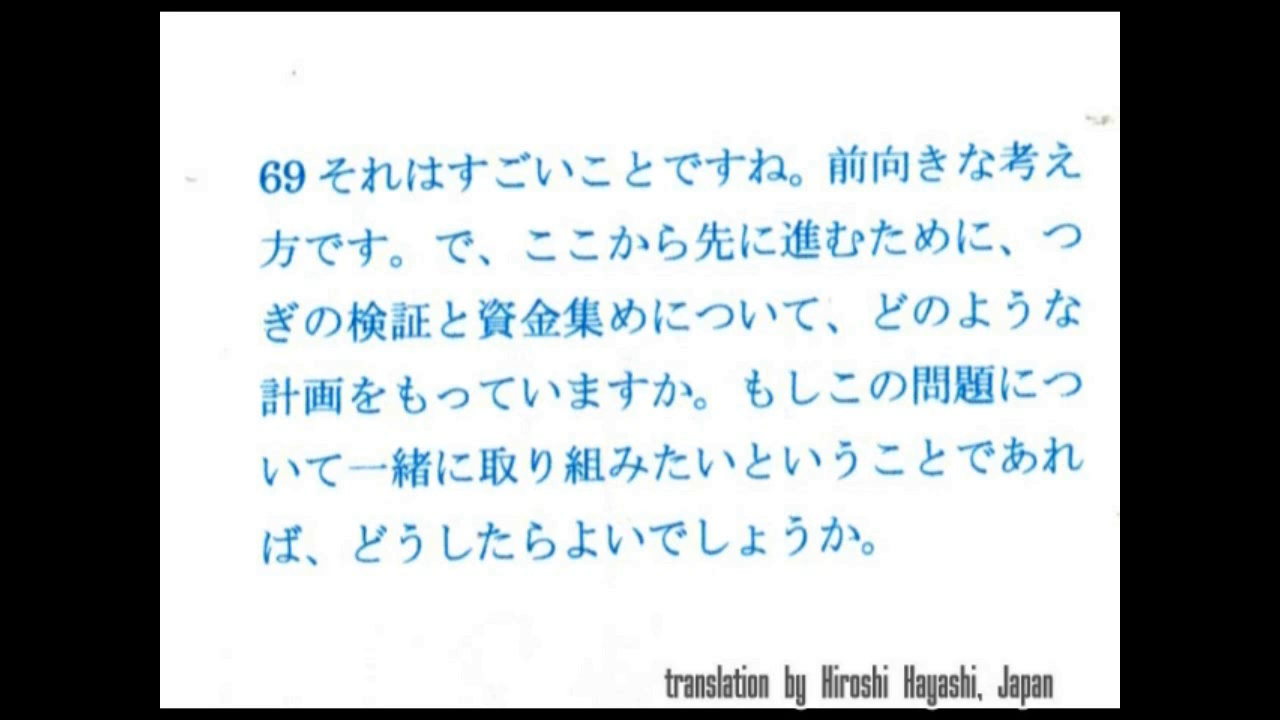 69 それはすごいことですね。前向きな考え
方です。で、ここから先に進むために、つ
ぎの検証と資金集めについて、どのような
計画をもっていますか。もしこの問題につ
いて一緒に取り組みたいということであれ
ば、どうしたらよいでしょうか。
translation by Hiroshi Hayashi, Japan